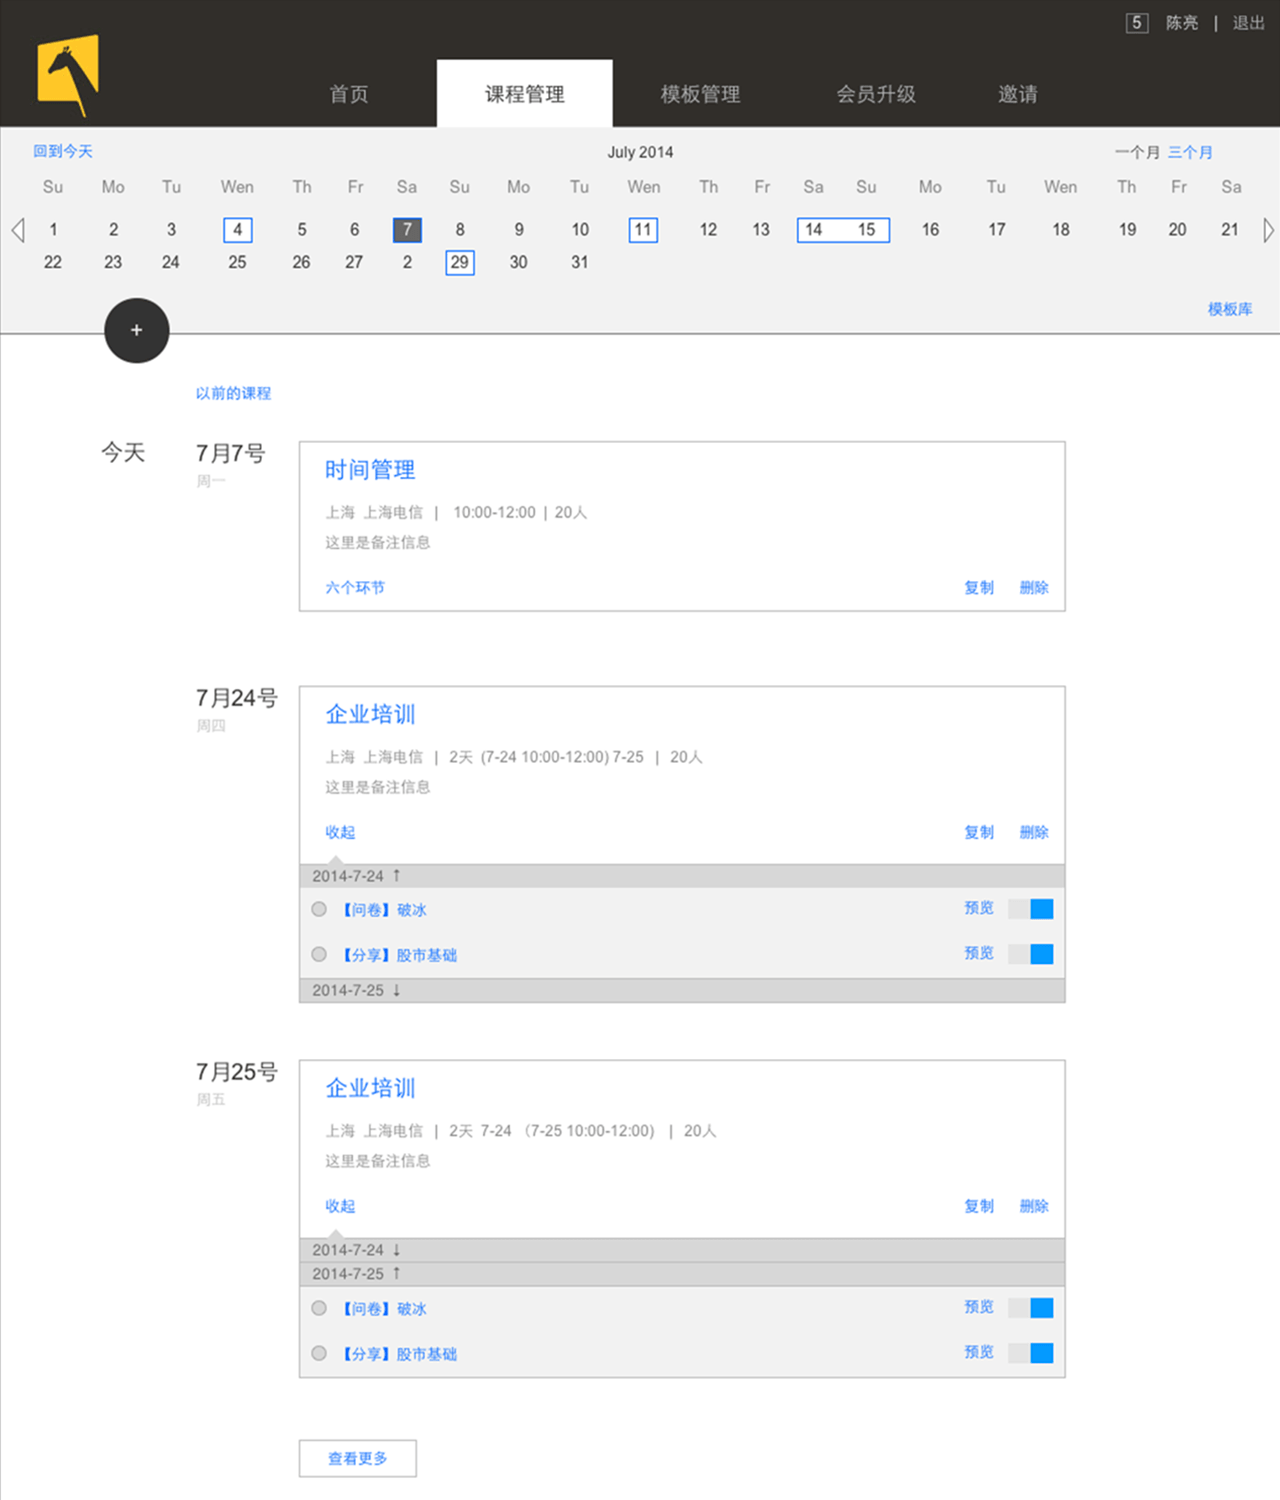 5 陈亮 | 退出
首页 课程管理 模板管理 会员升级 邀请
回到今天 July 2014 一个月 三个月
Su Mo Tu Wen Th Fr Sa Su Mo Tu Wen Th Fr Sa Su Mo Tu Wen Th Fr Sa
1 2 3 4 5 6 7 8 9 10 11 12 13 14 15 16 17 18 19 20 21
22 23 24 25 26 27 2 29 30 31
模板库
+
以前的课程
今天 7月7号 时间管理
周一
上海 上海电信 | 10:00-12:00 | 20人
这里是备注信息
六个环节 复制 删除
7月24号 企业培训
周四
上海 上海电信 | 2天 (7-24 10:00-12:00) 7-25 | 20人
这里是备注信息
收起 复制 删除
2014-7-24 ↑
【问卷】破冰 预览
【分享】股市基础 预览
2014-7-25 ↓
7月25号 企业培训
周五
上海 上海电信 | 2天 7-24 （7-25 10:00-12:00) | 20人
这里是备注信息
收起 复制 删除
2014-7-24 ↓
2014-7-25 ↑
【问卷】破冰 预览
【分享】股市基础 预览
查看更多